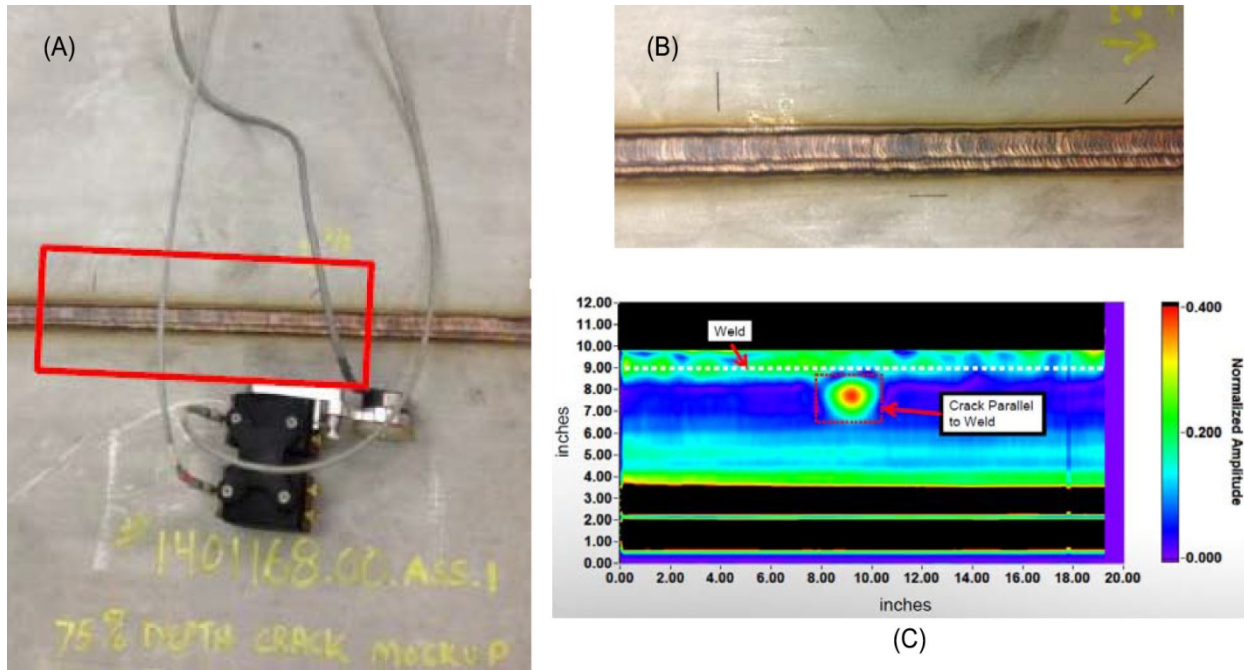 (A)
#1401168.00.ASS.1
75% DEPTH CRACK MOCKUP
(B)
12.00
11.00
10.00
9.00
8.00
7.00
6.00
5.00
4.00
3.00
2.00
1.00
0.00
inches
Weld
Crack Parallel
to Weld
0.00 2.00 4.00 6.00 8.00 10.00 12.00 14.00 16.00 18.00 20.00
inches
0.400
0.200
0.000
Normalized Amplitude
(C)